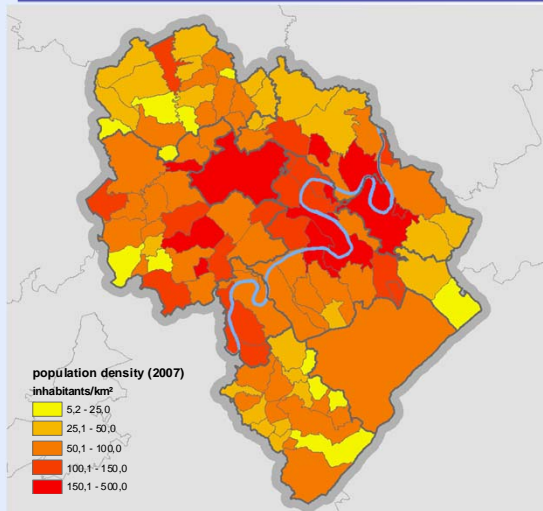 population density (2007)
inhabitants/km²
5,2 - 25,0
25,1 - 50,0
50,1 - 100,0
100,1 - 150,0
150,1 - 500,0